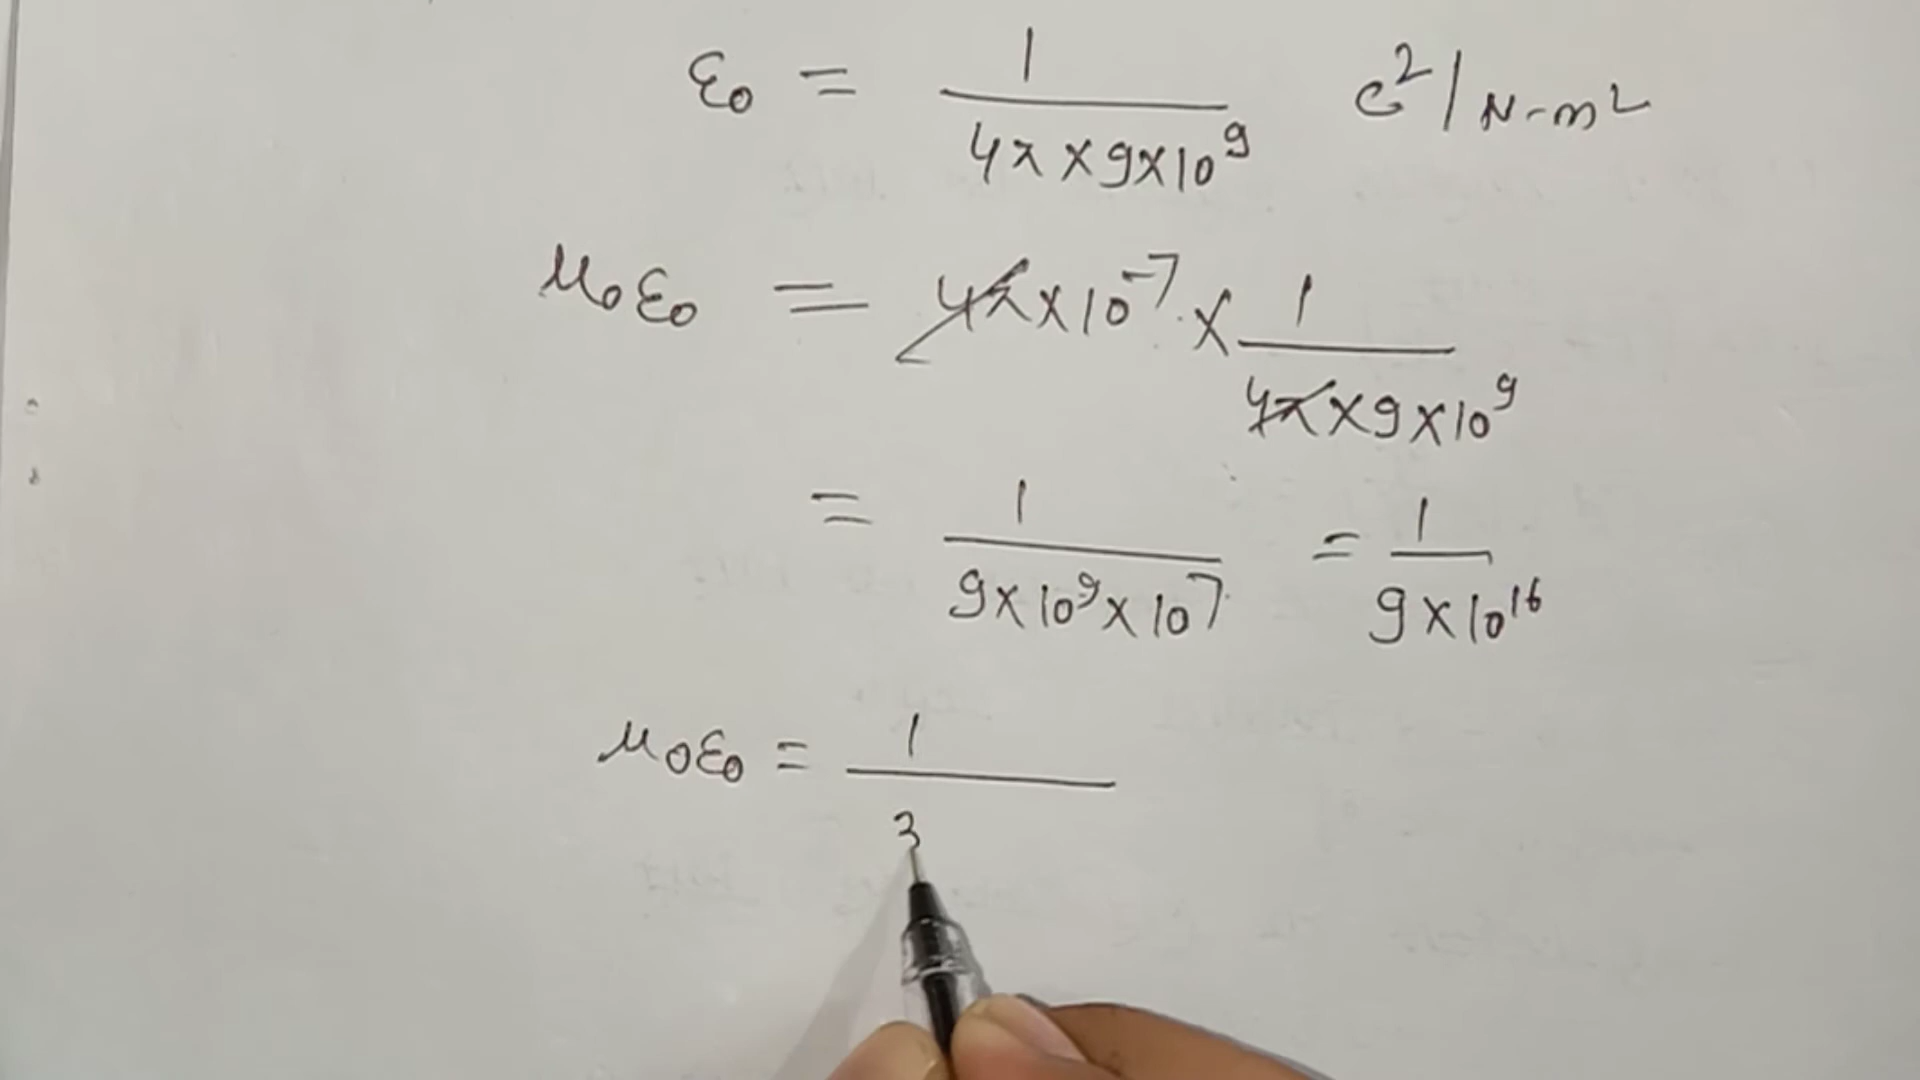 ε₀ = 1 / (4π × 9×10⁹) C²/N-m²
μ₀ε₀ = 4π×10⁻⁷ × 1 / (4π×9×10⁹)
= 1 / (9×10⁹×10⁷) = 1 / (9×10¹⁶)
μ₀ε₀ = 1 / 3